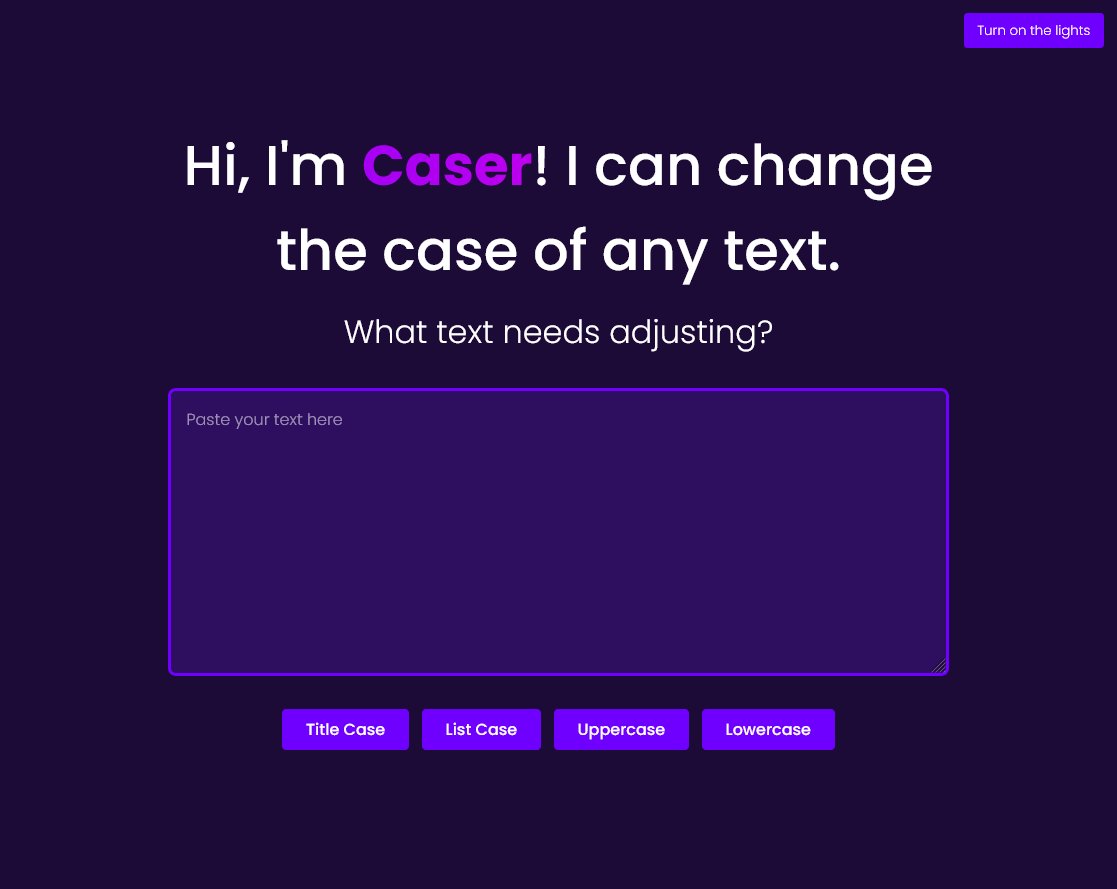 Turn on the lights
Hi, I'm Caser! I can change
the case of any text.
What text needs adjusting?
Paste your text here
Title Case
List Case
Uppercase
Lowercase